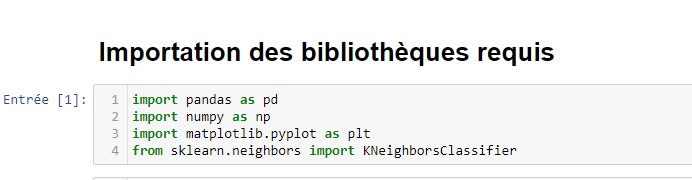 Importation des bibliothèques requis
Entrée [1]:
1 import pandas as pd
2 import numpy as np
3 import matplotlib.pyplot as plt
4 from sklearn.neighbors import KNeighborsClassifier